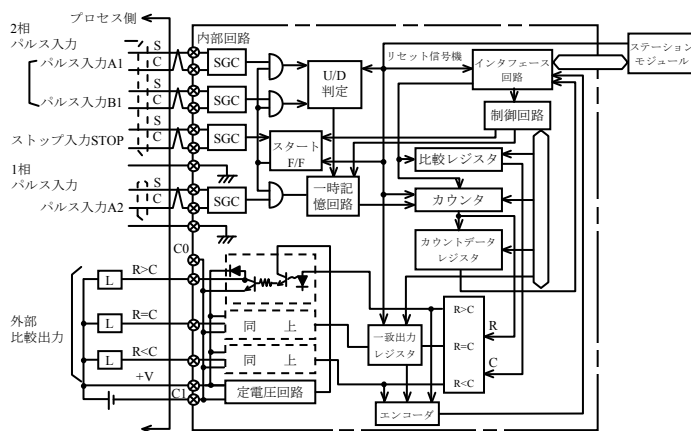 プロセス側
2相
パルス入力
内部回路
パルス入力A1
S
C
SGC
パルス入力B1
S
C
SGC
ストップ入力STOP
S
C
SGC
1相
パルス入力
パルス入力A2
S
C
SGC
U/D
判定
スタート
F/F
一時記
憶回路
リセット信号機
インタフェース
回路
ステーション
モジュール
制御回路
比較レジスタ
カウンタ
カウントデータ
レジスタ
C0
外部
比較出力
L
R>C
L
R=C
L
R<C
+V
C1
同 上
同 上
定電圧回路
一致出力
レジスタ
エンコーダ
R>C
R=C
R<C
R
C